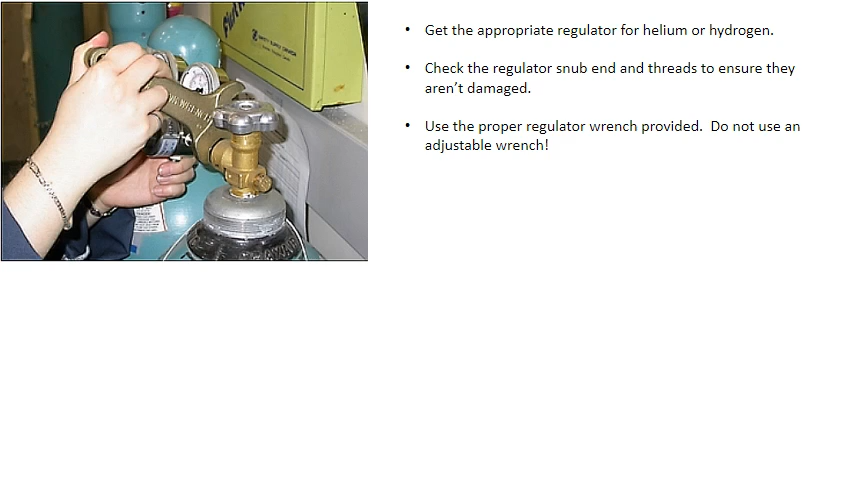 • Get the appropriate regulator for helium or hydrogen.
• Check the regulator snub end and threads to ensure they
aren't damaged.
• Use the proper regulator wrench provided.  Do not use an
adjustable wrench!